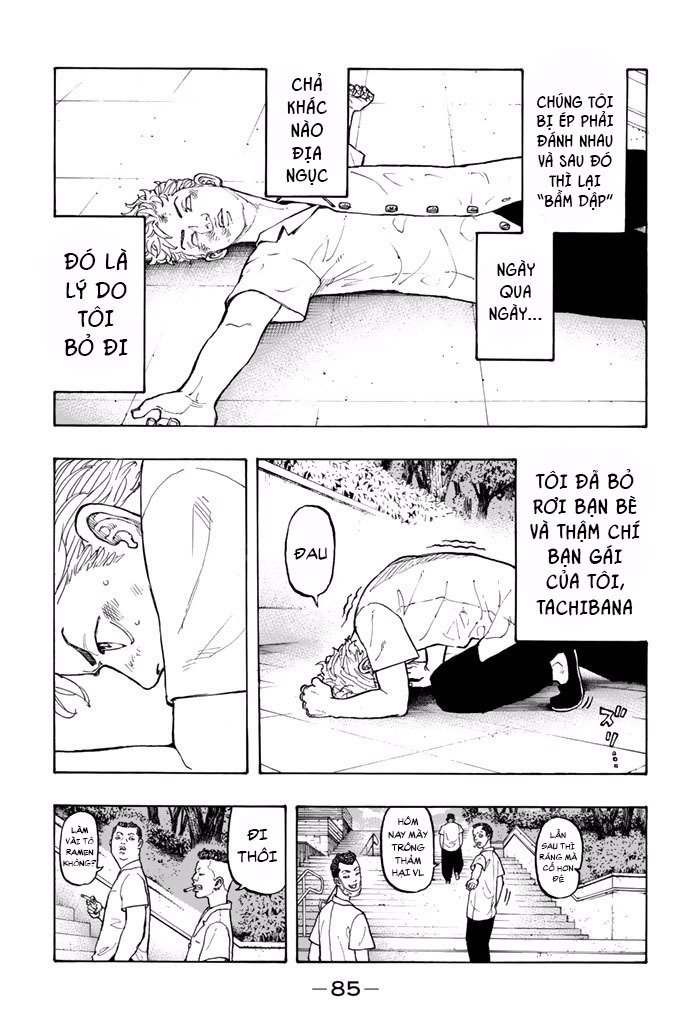 CHÚNG TÔI
BỊ ÉP PHẢI
ĐÁNH NHAU
VÀ SAU ĐÓ
THÌ LẠI
“BẦM DẬP”
NGÀY
QUA
NGÀY...
CHẢ
KHÁC
NÀO
ĐỊA
NGỤC
ĐÓ LÀ
LÝ DO
TÔI
BỎ ĐI
TÔI ĐÃ BỎ
RƠI BẠN BÈ
VÀ THẬM CHÍ
BẠN GÁI
CỦA TÔI,
TACHIBANA
ĐAU
ズリ...
LẦN
SAU THÌ
RÁNG MÀ
CỐ HƠN
ĐÊ
HÔM
NAY MÀY
TRÔNG
THẢM
HẠI VL
ĐI
THÔI
LÀM
VÀI TÔ
RAMEN
KHÔNG?
—85—